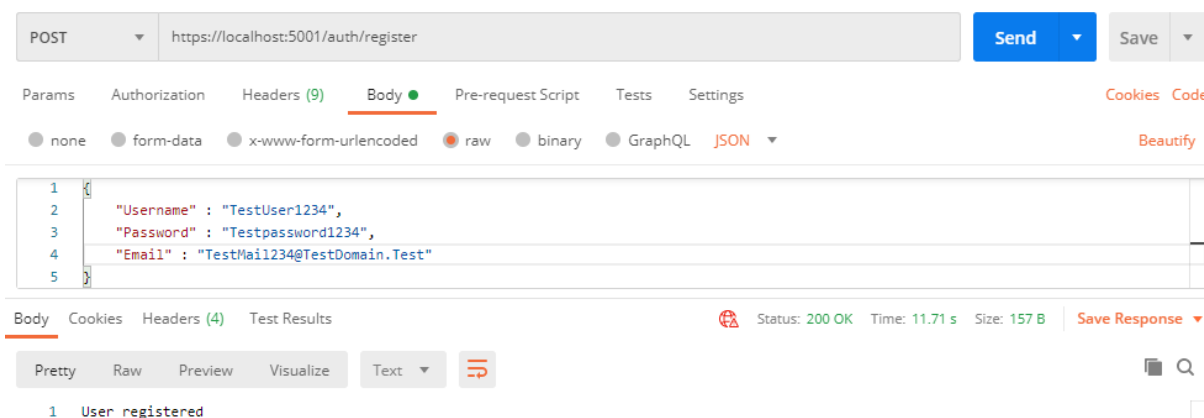 POST https://localhost:5001/auth/register Send Save
Params Authorization Headers (9) Body Pre-request Script Tests Settings Cookies Code
none form-data x-www-form-urlencoded raw binary GraphQL JSON Beautify
1 {
2 "Username" : "TestUser1234",
3 "Password" : "Testpassword1234",
4 "Email" : "TestMail234@TestDomain.Test"
5 }
Body Cookies Headers (4) Test Results Status: 200 OK Time: 11.71 s Size: 157 B Save Response
Pretty Raw Preview Visualize Text
1 User registered